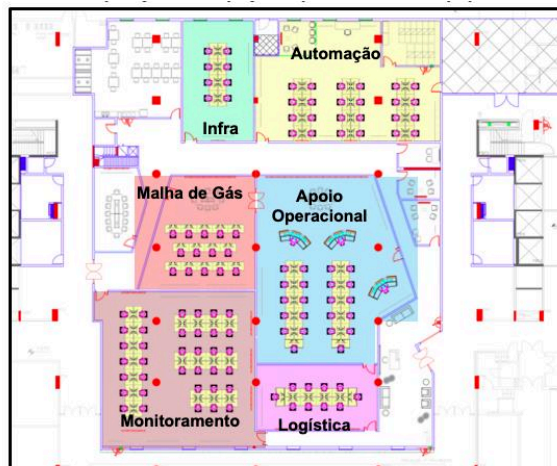 Automação
Infra
Malha de Gás
Apoio
Operacional
Monitoramento
Logística